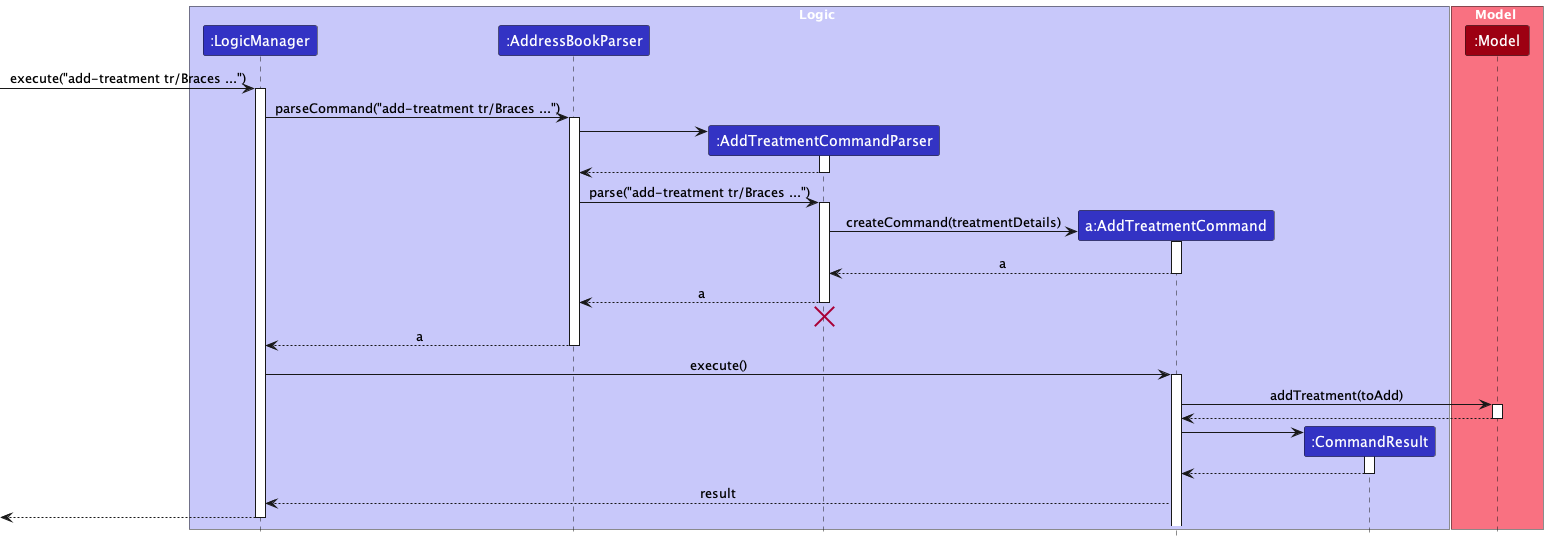 Logic
Model
:LogicManager
:AddressBookParser
:Model
execute("add-treatment tr/Braces ...")
parseCommand("add-treatment tr/Braces ...")
:AddTreatmentCommandParser
parse("add-treatment tr/Braces ...")
createCommand(treatmentDetails)
a:AddTreatmentCommand
a
a
a
execute()
addTreatment(toAdd)
:CommandResult
result